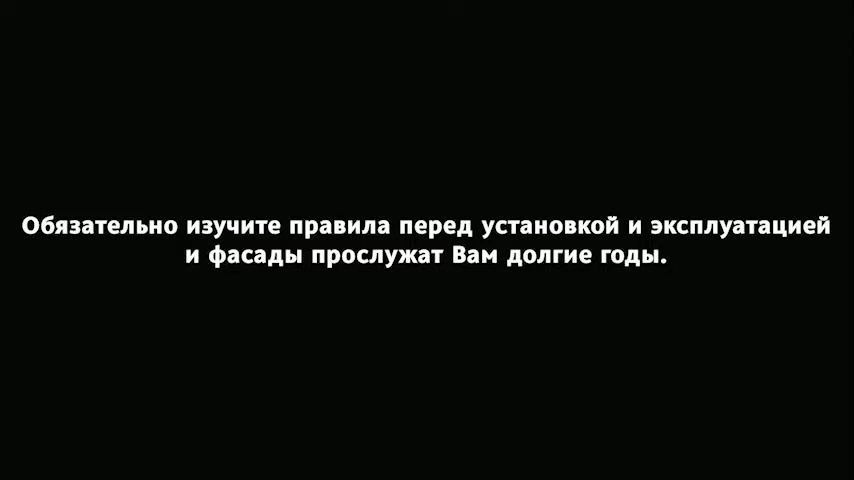 Обязательно изучите правила перед установкой и эксплуатацией
и фасады прослужат Вам долгие годы.